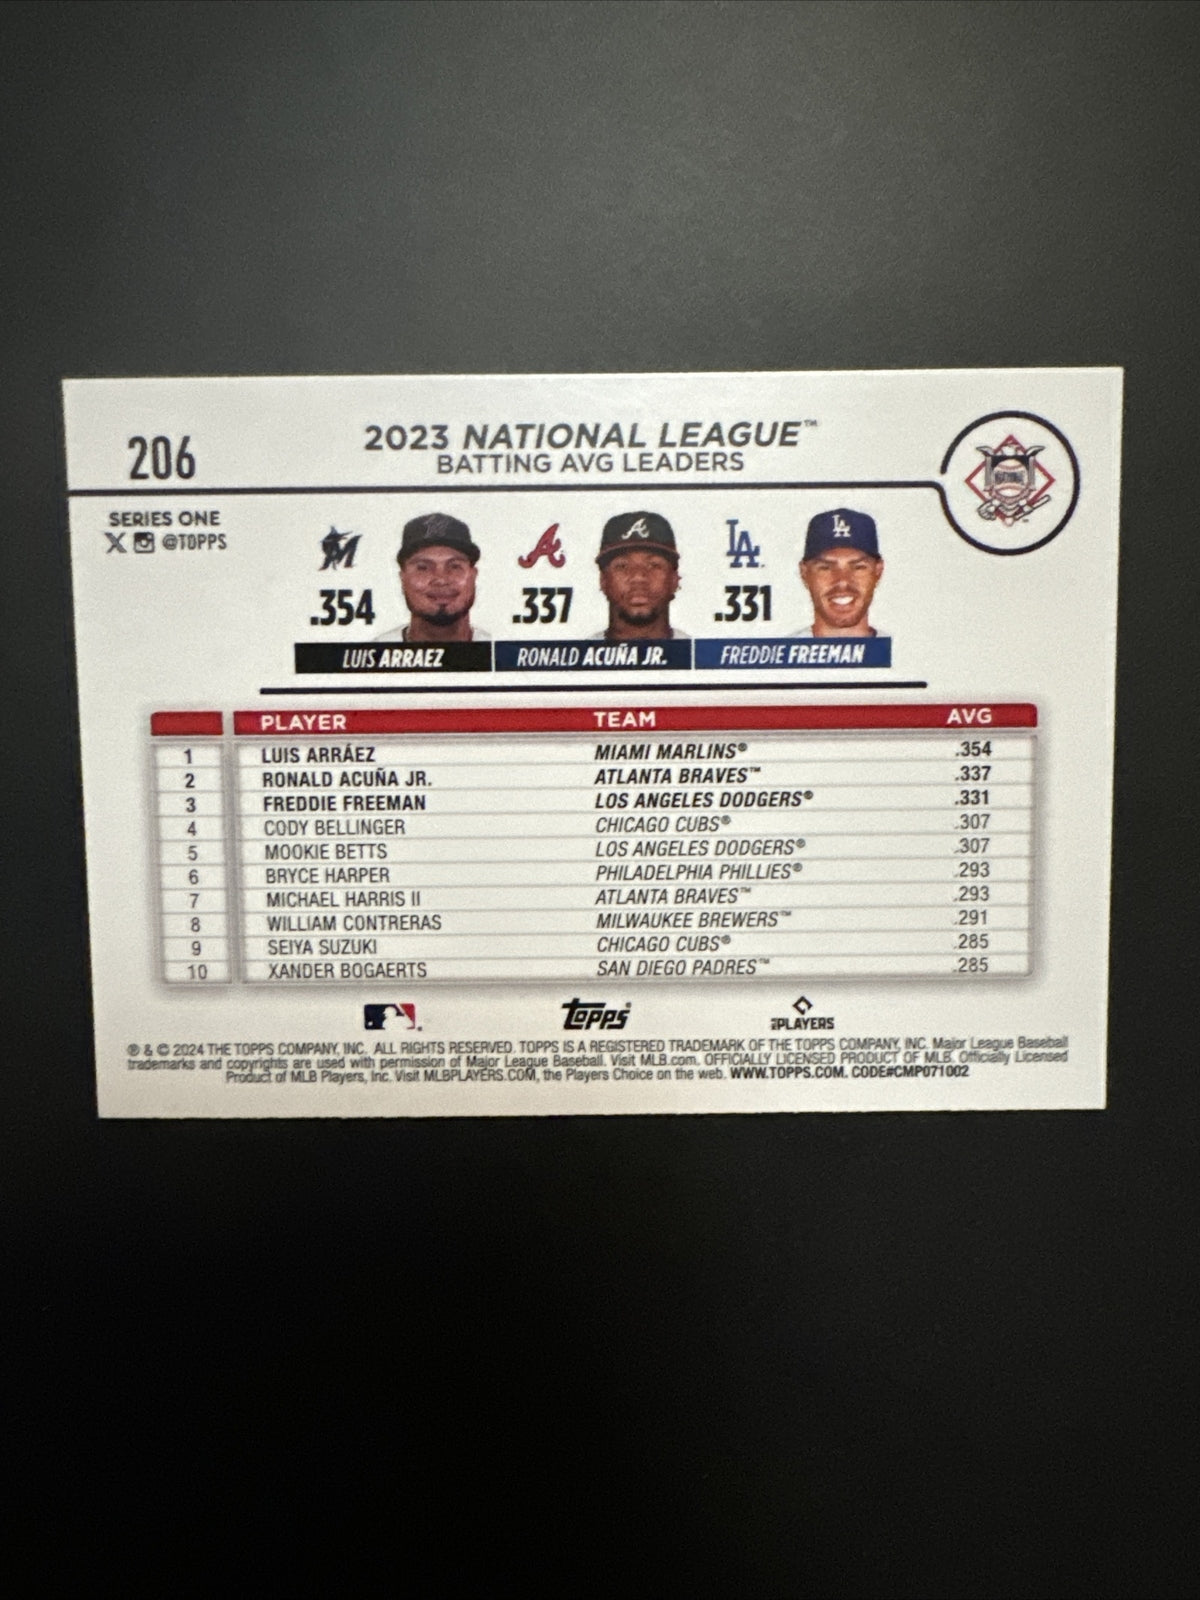 206
2023 NATIONAL LEAGUE™
BATTING AVG LEADERS
NATIONAL
SERIES ONE
X @TOPPS
M .354 LUIS ARRAEZ
A .337 RONALD ACUÑA JR.
LA .331 FREDDIE FREEMAN
PLAYER TEAM AVG
1 LUIS ARRÁEZ MIAMI MARLINS® .354
2 RONALD ACUÑA JR. ATLANTA BRAVES™ .337
3 FREDDIE FREEMAN LOS ANGELES DODGERS® .331
4 CODY BELLINGER CHICAGO CUBS® .307
5 MOOKIE BETTS LOS ANGELES DODGERS® .307
6 BRYCE HARPER PHILADELPHIA PHILLIES® .293
7 MICHAEL HARRIS II ATLANTA BRAVES™ .293
8 WILLIAM CONTRERAS MILWAUKEE BREWERS™ .291
9 SEIYA SUZUKI CHICAGO CUBS® .285
10 XANDER BOGAERTS SAN DIEGO PADRES™ .285
Topps® PLAYERS
® & © 2024 THE TOPPS COMPANY, INC. ALL RIGHTS RESERVED. TOPPS IS A REGISTERED TRADEMARK OF THE TOPPS COMPANY, INC. Major League Baseball
trademarks and copyrights are used with permission of Major League Baseball. Visit MLB.com. OFFICIALLY LICENSED PRODUCT OF MLB. Officially Licensed
Product of MLB Players, Inc. Visit MLBPLAYERS.COM, the Players Choice on the web. WWW.TOPPS.COM. CODE#CMP071002